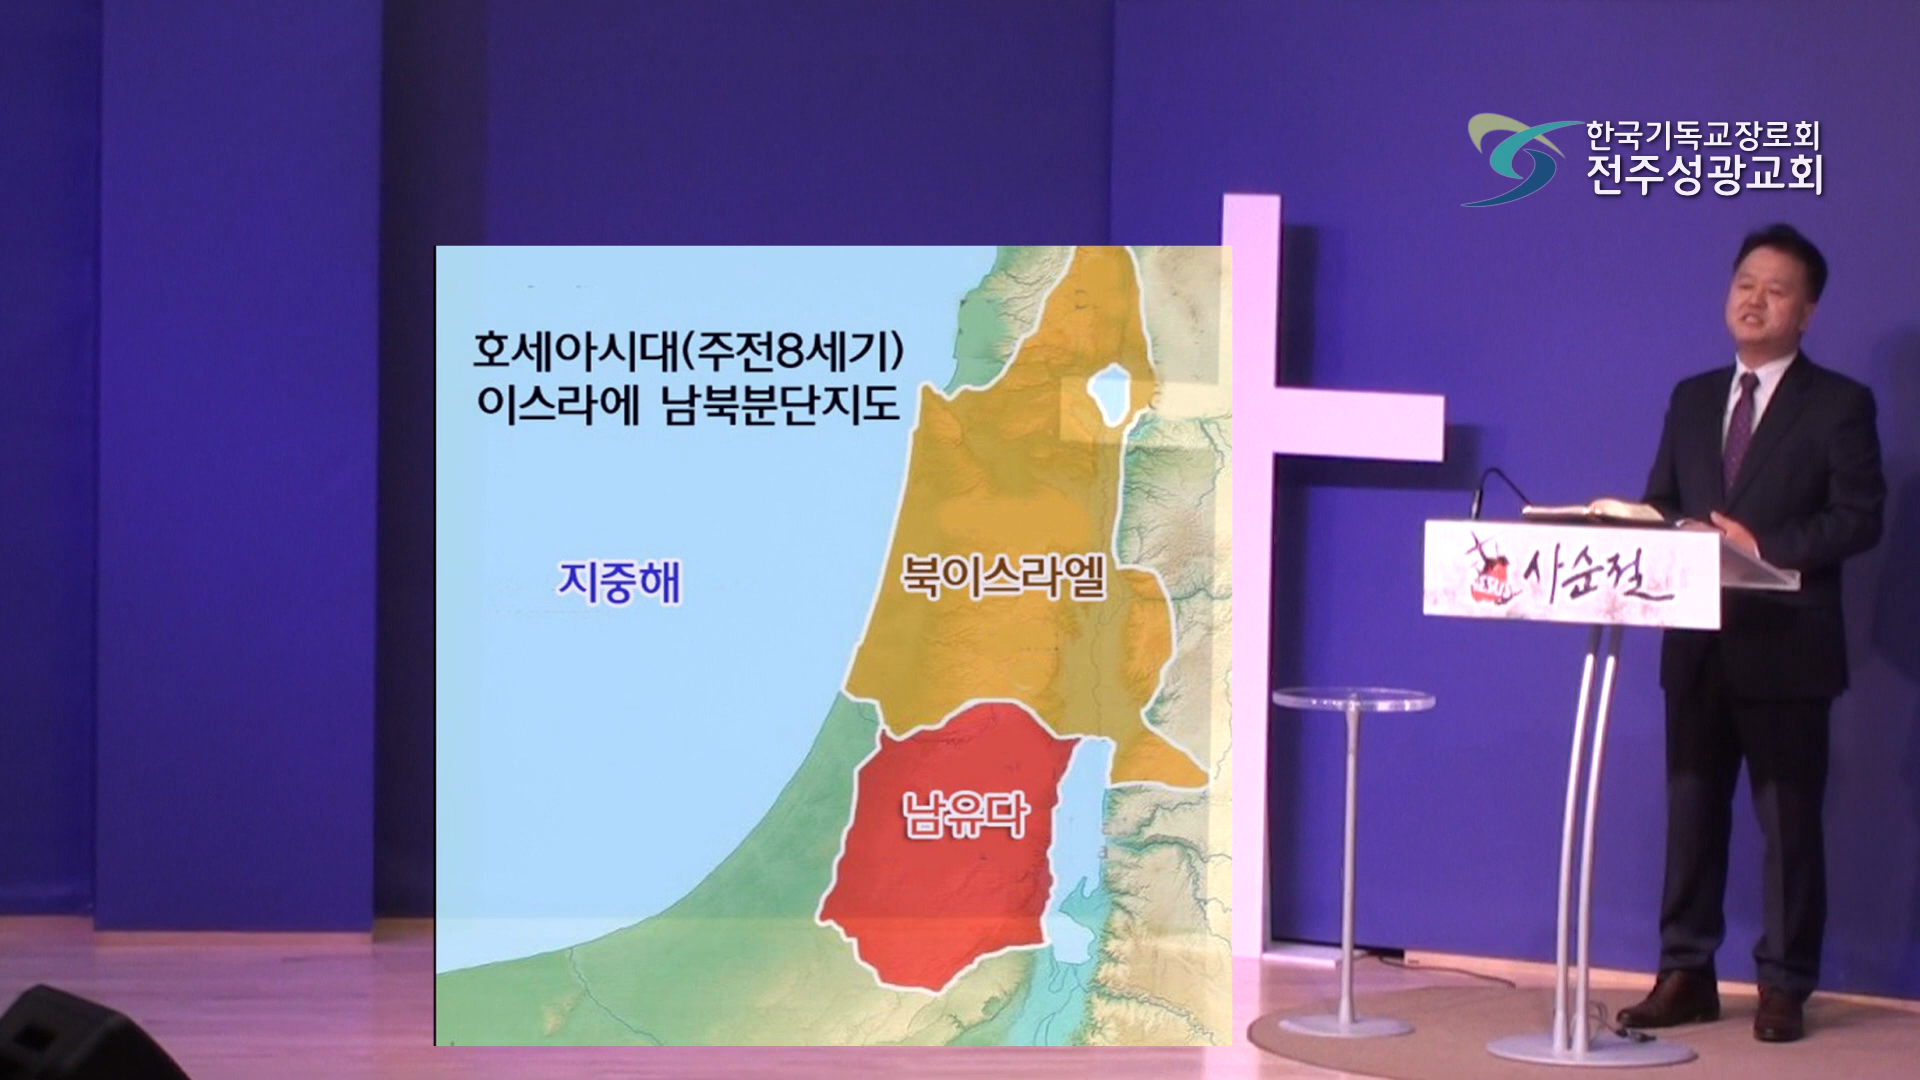 한국기독교장로회
전주성광교회
호세아시대(주전8세기)
이스라에 남북분단지도
지중해
북이스라엘
남유다
JESUS 사순절